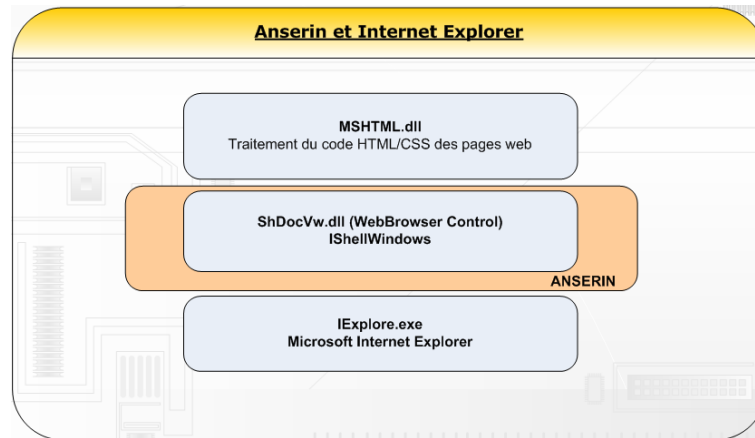 Anserin et Internet Explorer
MSHTML.dll
Traitement du code HTML/CSS des pages web
ShDocVw.dll (WebBrowser Control)
IShellWindows
ANSERIN
IExplore.exe
Microsoft Internet Explorer